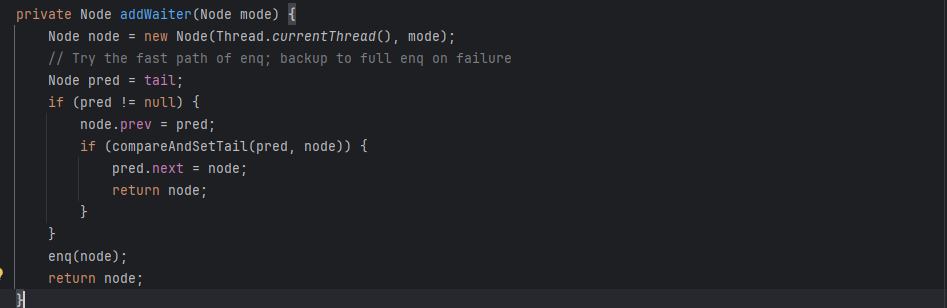 private Node addWaiter(Node mode) {
    Node node = new Node(Thread.currentThread(), mode);
    // Try the fast path of enq; backup to full enq on failure
    Node pred = tail;
    if (pred != null) {
        node.prev = pred;
        if (compareAndSetTail(pred, node)) {
            pred.next = node;
            return node;
        }
    }
    enq(node);
    return node;
}